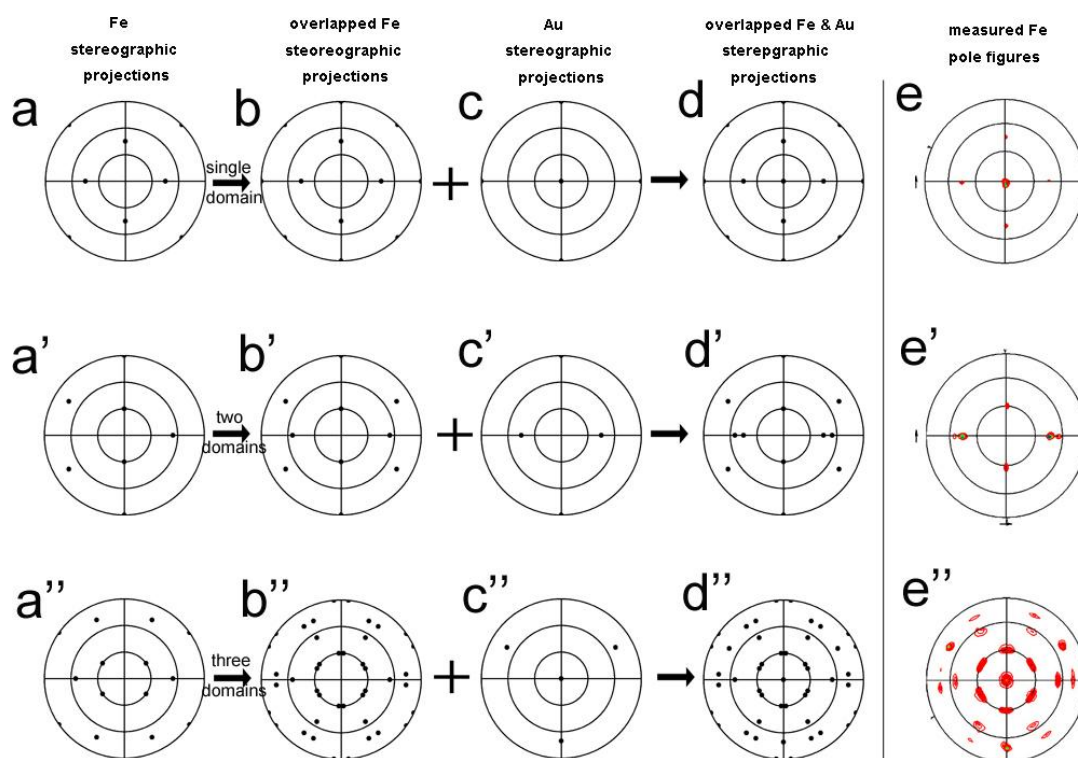 Fe
stereographic
projections
overlapped Fe
steoreographic
projections
Au
stereographic
projections
overlapped Fe & Au
sterepgraphic
projections
measured Fe
pole figures
a
b
c
d
e
single
domain
+
a’
b’
c’
d’
e’
two
domains
+
a’’
b’’
c’’
d’’
e’’
three
domains
+